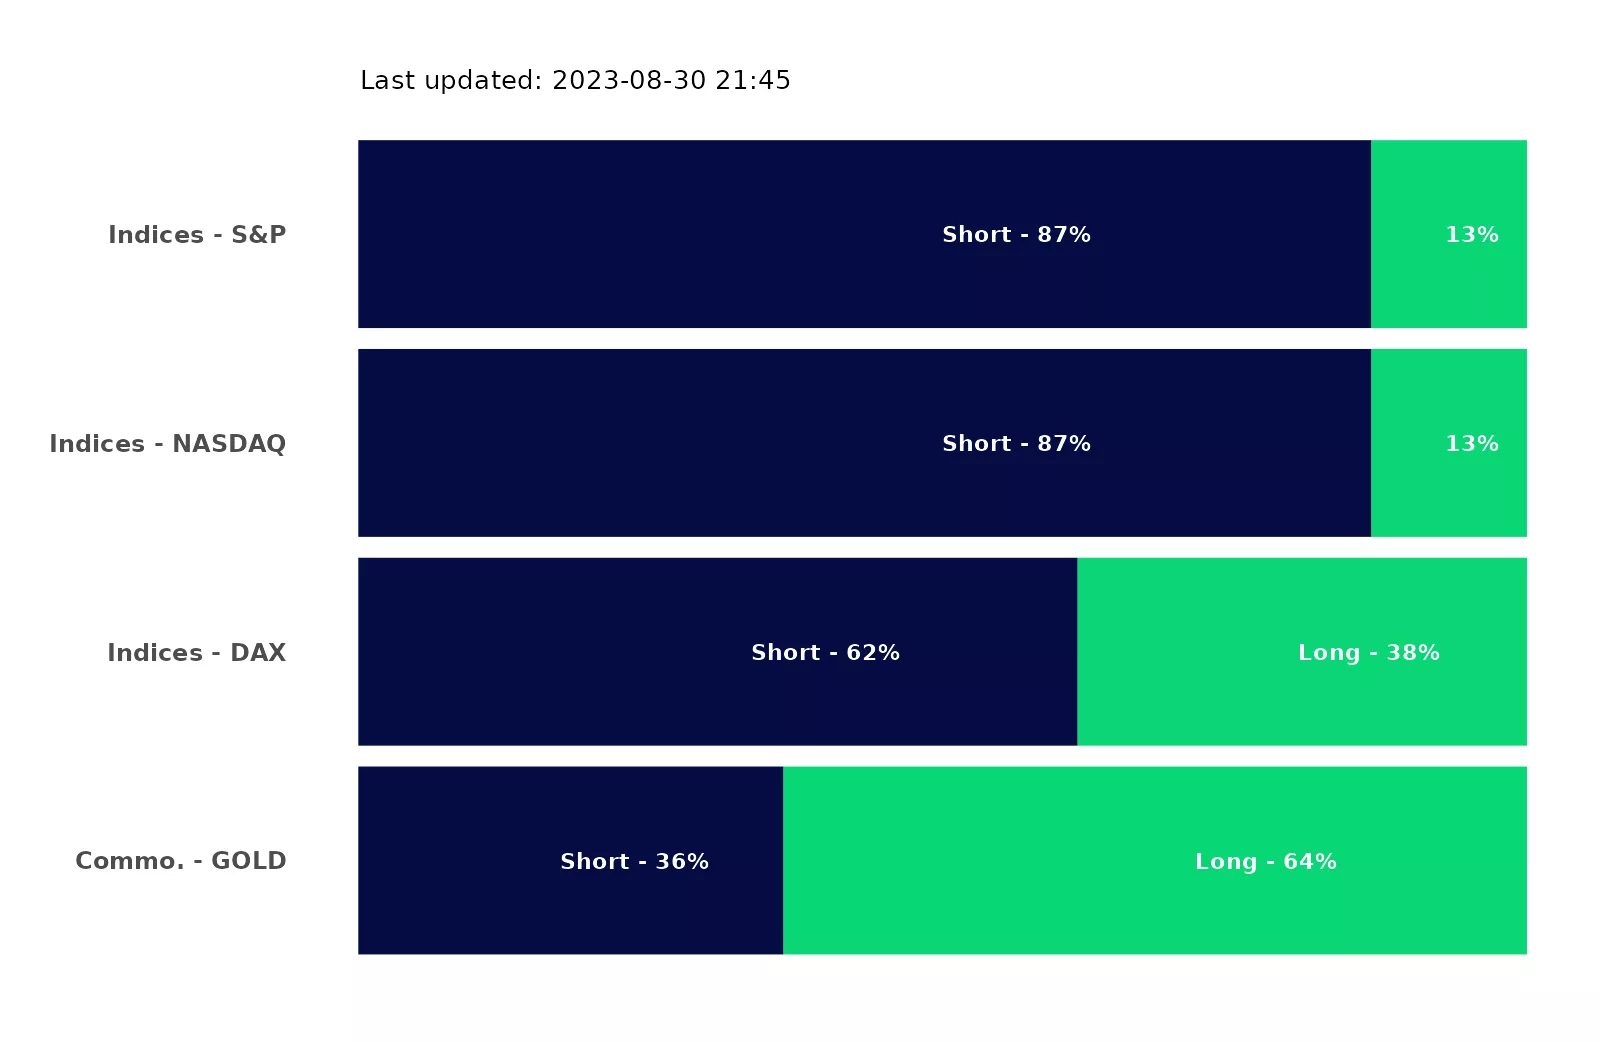 Last updated: 2023-08-30 21:45
Indices - S&P Short - 87% 13%
Indices - NASDAQ Short - 87% 13%
Indices - DAX Short - 62% Long - 38%
Commo. - GOLD Short - 36% Long - 64%